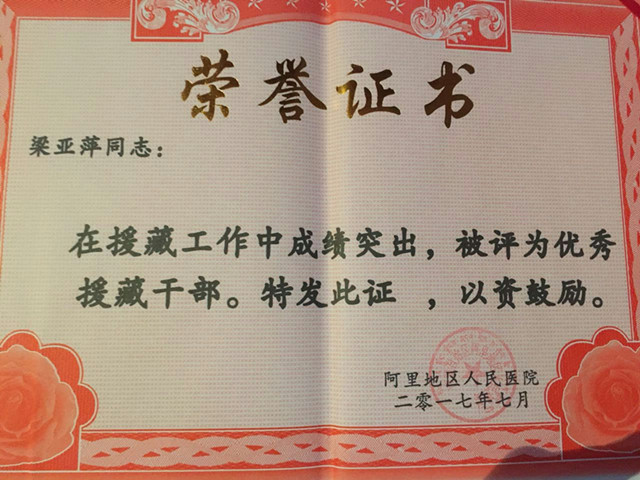 荣誉证书
梁亚萍同志：
在援藏工作中成绩突出，被评为优秀
援藏干部。特发此证 ，以资鼓励。
阿里地区人民医院
二零一七年七月